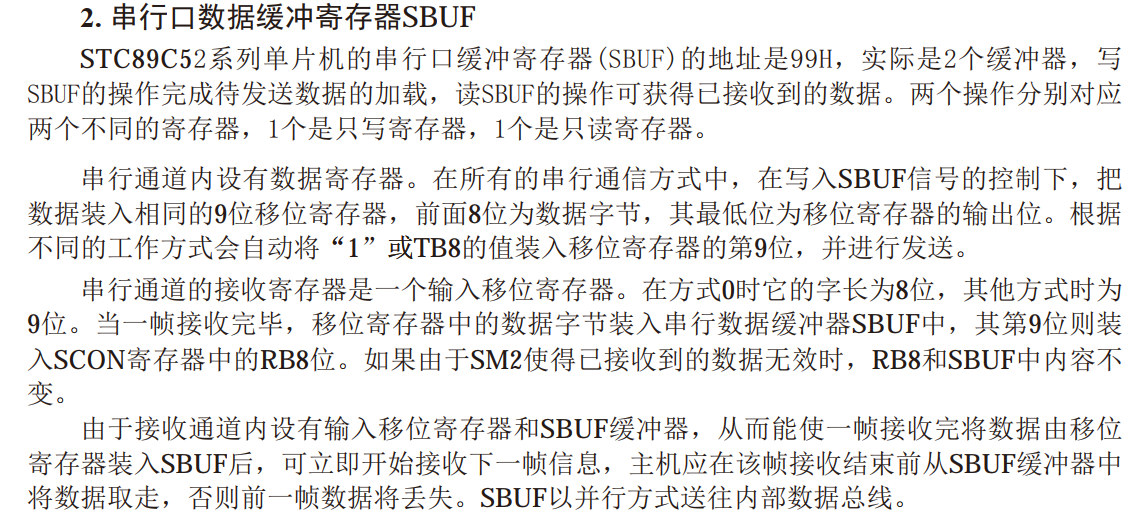 2. 串行口数据缓冲寄存器SBUF
STC89C52系列单片机的串行口缓冲寄存器(SBUF)的地址是99H，实际是2个缓冲器，写
SBUF的操作完成待发送数据的加载，读SBUF的操作可获得已接收到的数据。两个操作分别对应
两个不同的寄存器，1个是只写寄存器，1个是只读寄存器。
串行通道内设有数据寄存器。在所有的串行通信方式中，在写入SBUF信号的控制下，把
数据装入相同的9位移位寄存器，前面8位为数据字节，其最低位为移位寄存器的输出位。根据
不同的工作方式会自动将“1”或TB8的值装入移位寄存器的第9位，并进行发送。
串行通道的接收寄存器是一个输入移位寄存器。在方式0时它的字长为8位，其他方式时为
9位。当一帧接收完毕，移位寄存器中的数据字节装入串行数据缓冲器SBUF中，其第9位则装
入SCON寄存器中的RB8位。如果由于SM2使得已接收到的数据无效时，RB8和SBUF中内容不
变。
由于接收通道内设有输入移位寄存器和SBUF缓冲器，从而能使一帧接收完将数据由移位
寄存器装入SBUF后，可立即开始接收下一帧信息，主机应在该帧接收结束前从SBUF缓冲器中
将数据取走，否则前一帧数据将丢失。SBUF以并行方式送往内部数据总线。